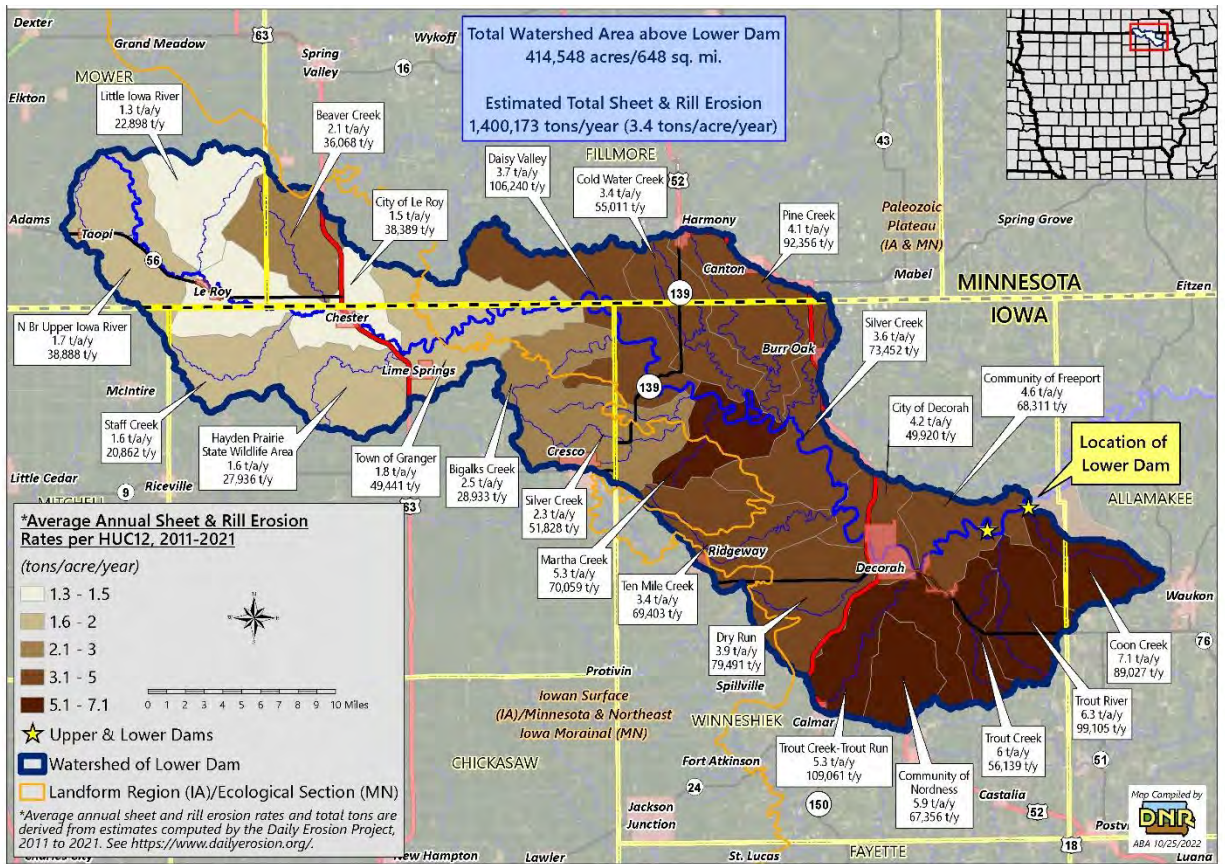 Dexter
Grand Meadow
63
Spring
Valley
Wykoff
16
MOWER
Elkton
Total Watershed Area above Lower Dam
414,548 acres/648 sq. mi.
Estimated Total Sheet & Rill Erosion
1,400,173 tons/year (3.4 tons/acre/year)
Little Iowa River
1.3 t/a/y
22,898 t/y
Beaver Creek
2.1 t/a/y
36,068 t/y
City of Le Roy
1.5 t/a/y
38,389 t/y
Daisy Valley
3.7 t/a/y
106,240 t/y
FILLMORE
52
Cold Water Creek
3.4 t/a/y
55,011 t/y
43
Pine Creek
4.1 t/a/y
92,356 t/y
Harmony
Canton
Paleozoic
Plateau
(IA & MN)
Spring Grove
Mabel
Adams
Taopi
56
Le Roy
139
MINNESOTA
IOWA
Eitzen
Chester
N Br Upper Iowa River
1.7 t/a/y
38,888 t/y
Lime Springs
McIntire
139
Burr Oak
Silver Creek
3.6 t/a/y
73,452 t/y
Community of Freeport
4.6 t/a/y
68,311 t/y
City of Decorah
4.2 t/a/y
49,920 t/y
Location of
Lower Dam
ALLAMAKEE
Staff Creek
1.6 t/a/y
20,862 t/y
Hayden Prairie
State Wildlife Area
1.6 t/a/y
27,936 t/y
Town of Granger
1.8 t/a/y
49,441 t/y
Bigalks Creek
2.5 t/a/y
28,933 t/y
Cresco
Silver Creek
2.3 t/a/y
51,828 t/y
Little Cedar
9
Riceville
MITCHELL
63
Martha Creek
5.3 t/a/y
70,059 t/y
Ridgeway
Ten Mile Creek
3.4 t/a/y
69,403 t/y
Decorah
Waukon
76
Dry Run
3.9 t/a/y
79,491 t/y
Coon Creek
7.1 t/a/y
89,027 t/y
Protivin
Spillville
Iowan Surface
(IA)/Minnesota & Northeast
Iowa Morainal (MN)
WINNESHIEK
Calmar
Trout River
6.3 t/a/y
99,105 t/y
Trout Creek
6 t/a/y
56,139 t/y
Trout Creek-Trout Run
5.3 t/a/y
109,061 t/y
Community of
Nordness
5.9 t/a/y
67,356 t/y
CHICKASAW
Fort Atkinson
24
150
Jackson
Junction
Castalia
52
51
18
New Hampton
Lawler
St. Lucas
FAYETTE
Luana
*Average Annual Sheet & Rill Erosion
Rates per HUC12, 2011-2021
(tons/acre/year)
1.3 - 1.5
1.6 - 2
2.1 - 3
3.1 - 5
5.1 - 7.1
N
W
E
S
0 1 2 3 4 5 6 7 8 9 10 Miles
Upper & Lower Dams
Watershed of Lower Dam
Landform Region (IA)/Ecological Section (MN)
*Average annual sheet and rill erosion rates and total tons are
derived from estimates computed by the Daily Erosion Project,
2011 to 2021. See https://www.dailyerosion.org/.
Map Compiled by
DNR
ABA 10/25/2022